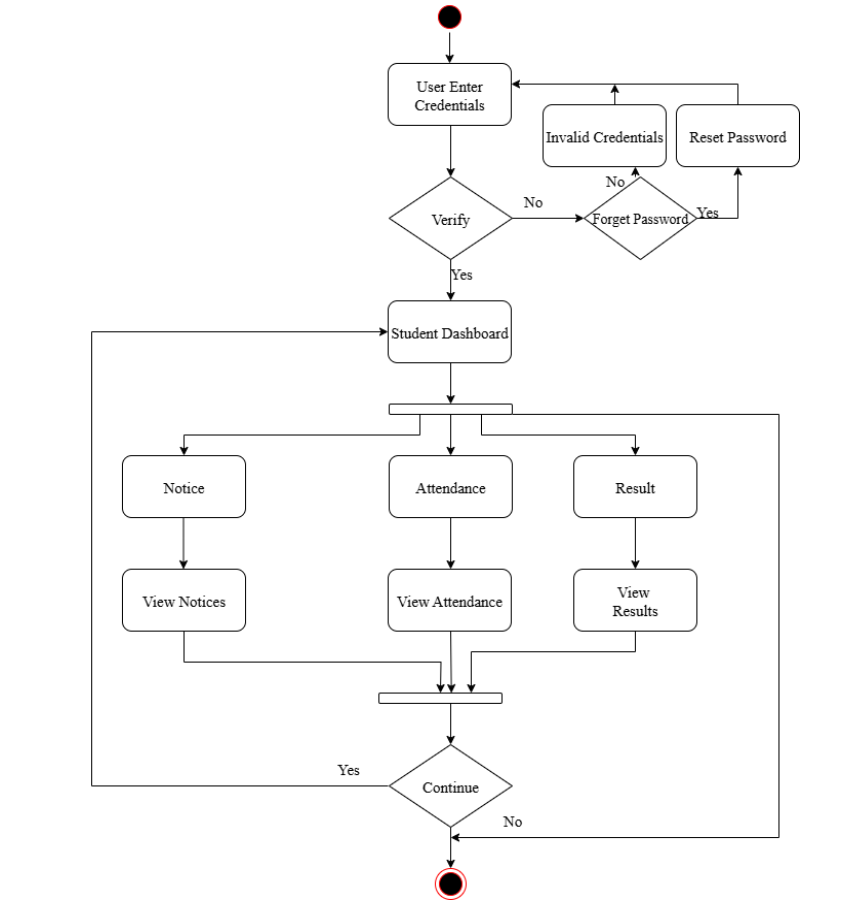 User Enter
Credentials
Invalid Credentials
Reset Password
No
No
Verify
Forget Password
Yes
Yes
Student Dashboard
Notice
Attendance
Result
View Notices
View Attendance
View
Results
Yes
Continue
No